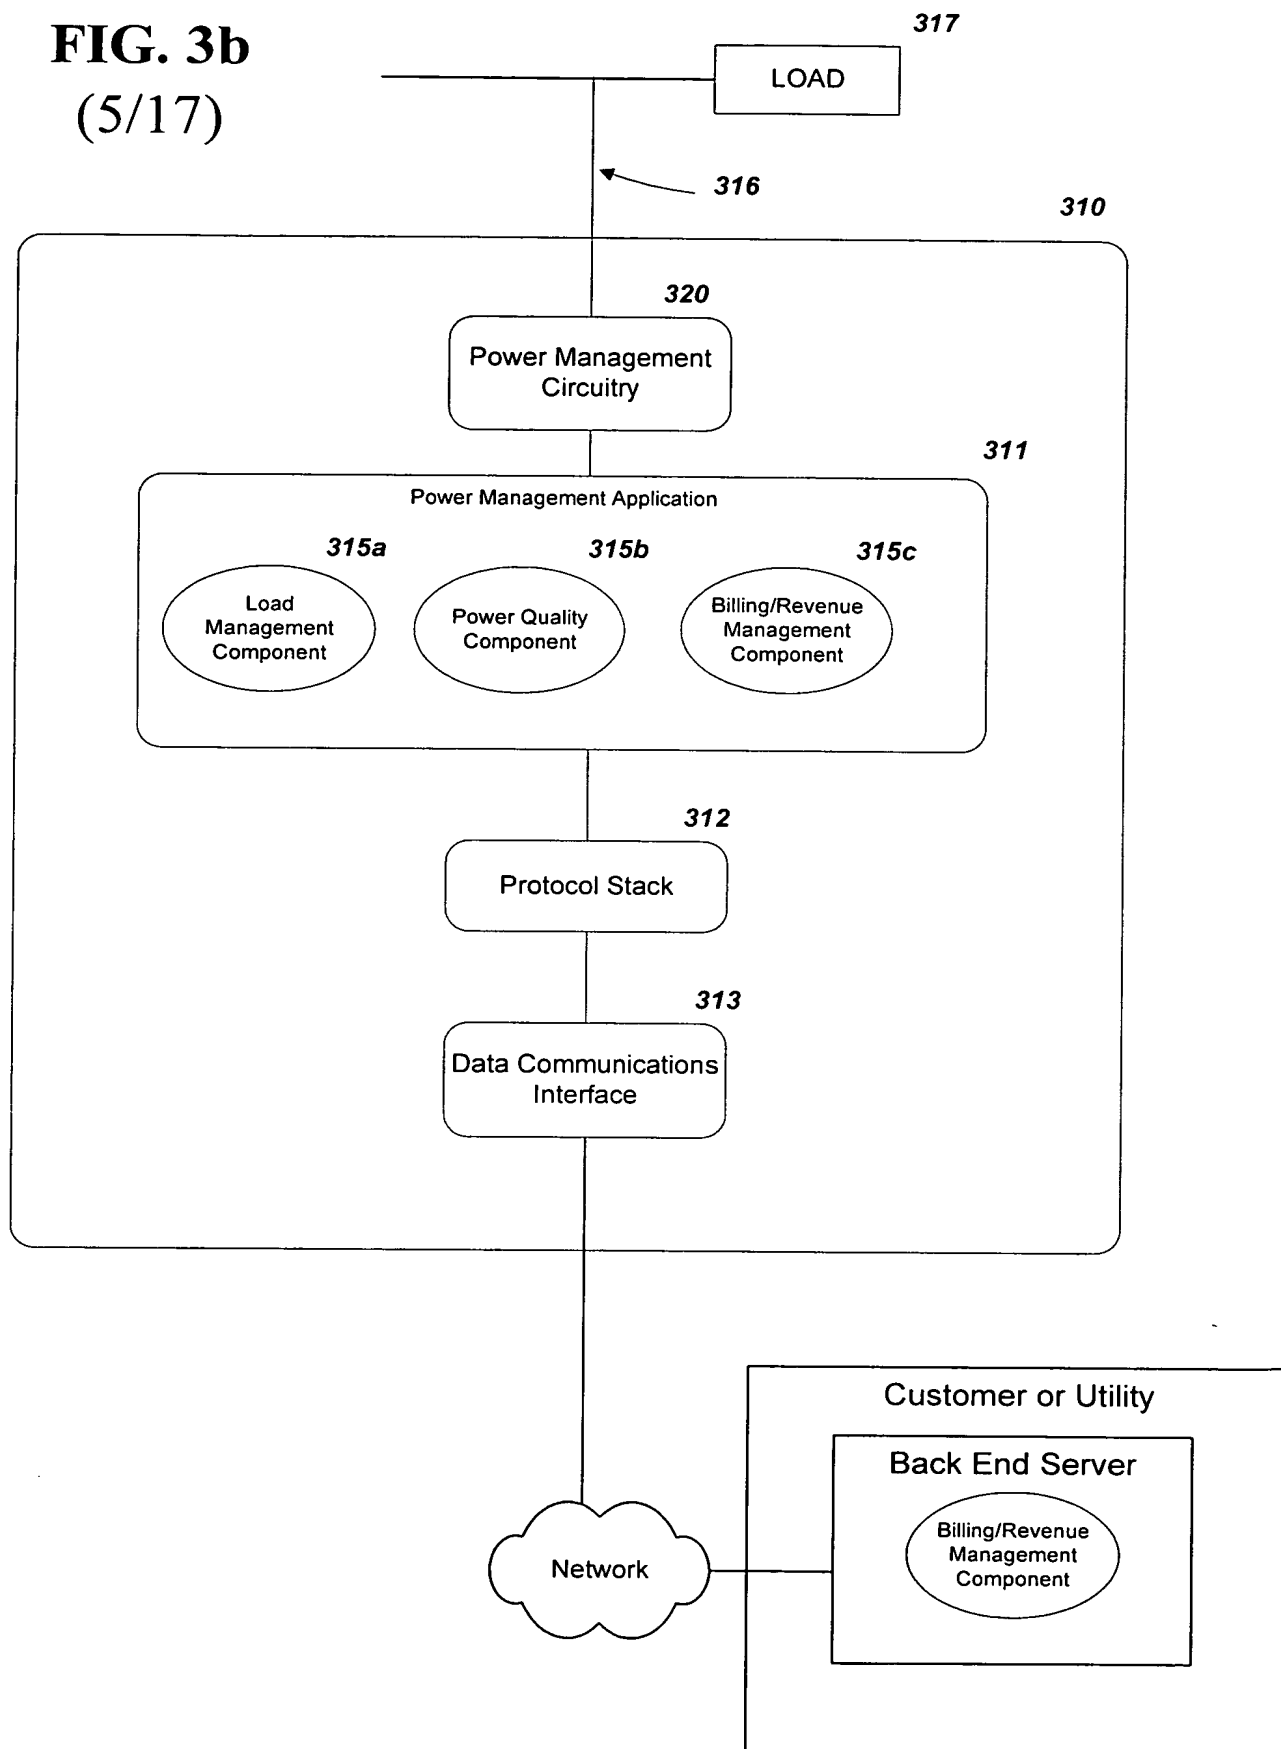 FIG. 3b
(5/17)
317
LOAD
316
310
320
Power Management
Circuitry
311
Power Management Application
315a
315b
315c
Load
Management
Component
Power Quality
Component
Billing/Revenue
Management
Component
312
Protocol Stack
313
Data Communications
Interface
Customer or Utility
Back End Server
Billing/Revenue
Management
Component
Network